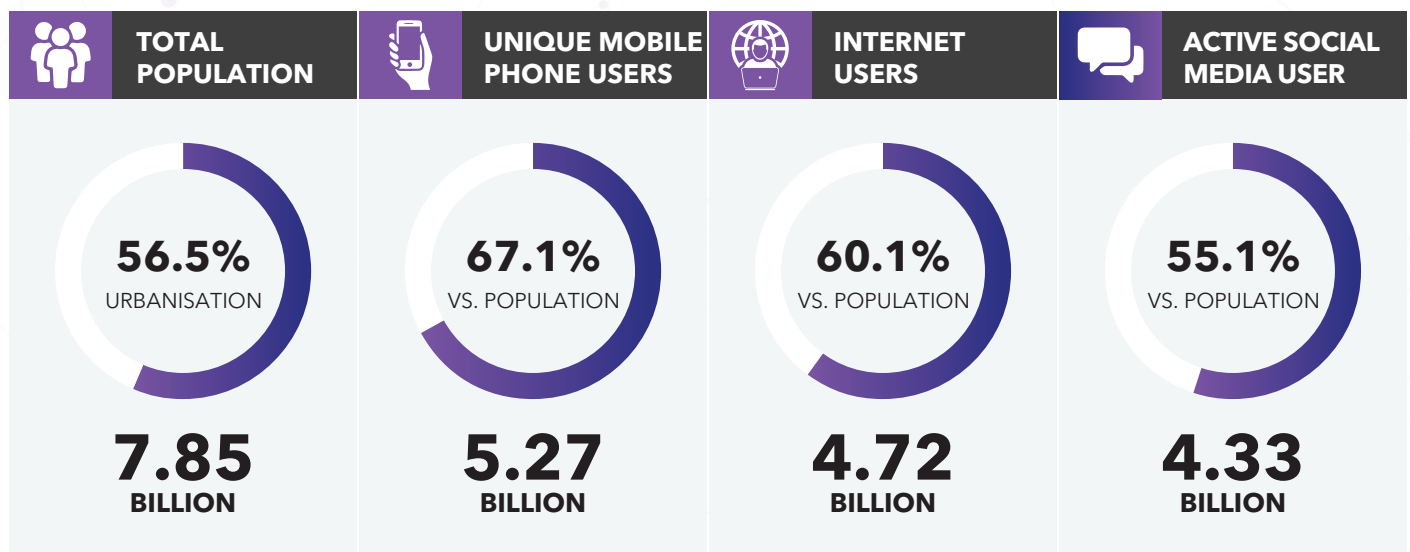 TOTAL
POPULATION
56.5%
URBANISATION
7.85
BILLION
UNIQUE MOBILE
PHONE USERS
67.1%
VS. POPULATION
5.27
BILLION
INTERNET
USERS
60.1%
VS. POPULATION
4.72
BILLION
ACTIVE SOCIAL
MEDIA USER
55.1%
VS. POPULATION
4.33
BILLION